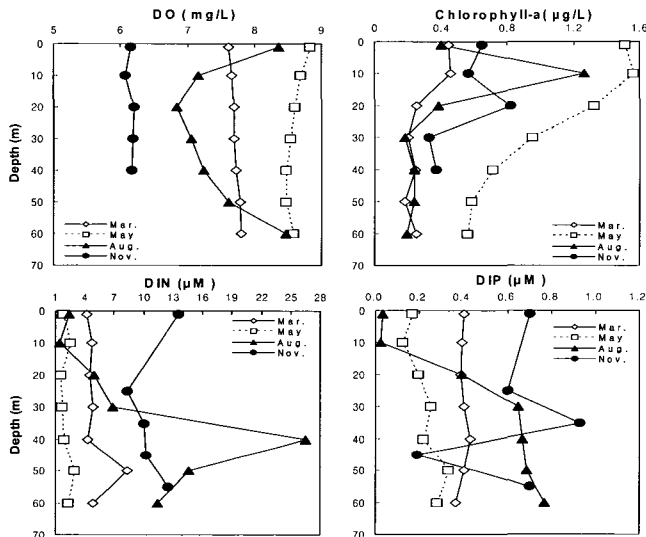 DO (mg/L)
5 6 7 8 9
0
10
20
30
40
50
60
70
Depth (m)
Mar.
May
Aug.
Nov.
Chlorophyll-a(µg/L)
0 0.4 0.8 1.2 1.6
0
10
20
30
40
50
60
70
Mar.
May
Aug.
Nov.
DIN (µM)
1 4 7 10 13 16 19 22 25 28
0
10
20
30
40
50
60
70
Depth (m)
Mar.
May
Aug.
Nov.
DIP (µM)
0.0 0.2 0.4 0.6 0.8 1.0 1.2
0
10
20
30
40
50
60
70
Mar.
May
Aug.
Nov.